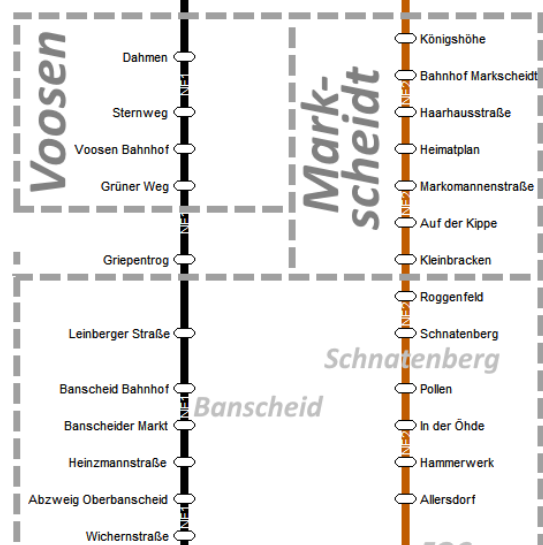 Voosen
Dahmen
Sternweg
Voosen Bahnhof
Grüner Weg
Griepentrog
Leinberger Straße
Banscheid Bahnhof
Banscheid
Banscheider Markt
Heinzmannstraße
Abzweig Oberbanscheid
Wichernstraße
Mark-
scheidt
Königshöhe
Bahnhof Markscheidt
Haarhausstraße
Heimatplan
Markomannenstraße
Auf der Kippe
Kleinbracken
Roggenfeld
Schnatenberg
Schnatenberg
Pollen
In der Öhde
Hammerwerk
Allersdorf